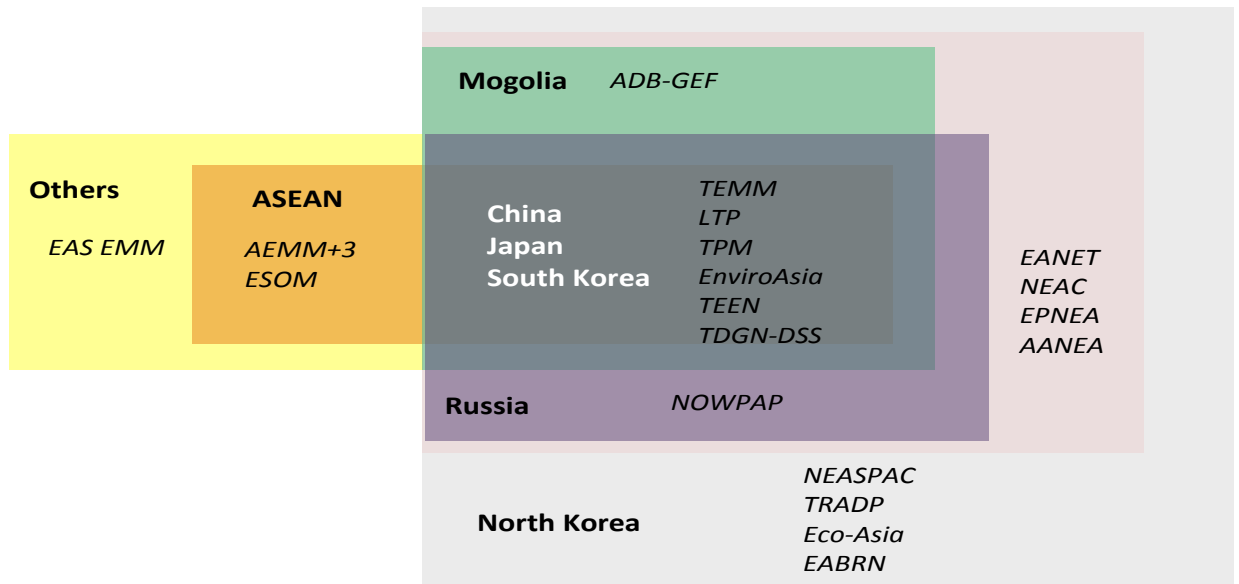 Mogolia ADB-GEF
Others
EAS EMM
ASEAN
AEMM+3
ESOM
China
Japan
South Korea
TEMM
LTP
TPM
EnviroAsia
TEEN
TDGN-DSS
EANET
NEAC
EPNEA
AANEA
Russia NOWPAP
North Korea
NEASPAC
TRADP
Eco-Asia
EABRN